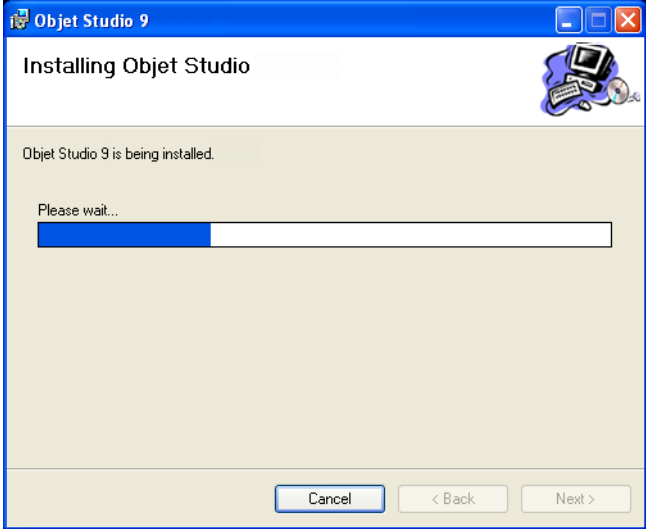 Objet Studio 9
Installing Objet Studio
Objet Studio 9 is being installed.
Please wait...
Cancel
< Back
Next >